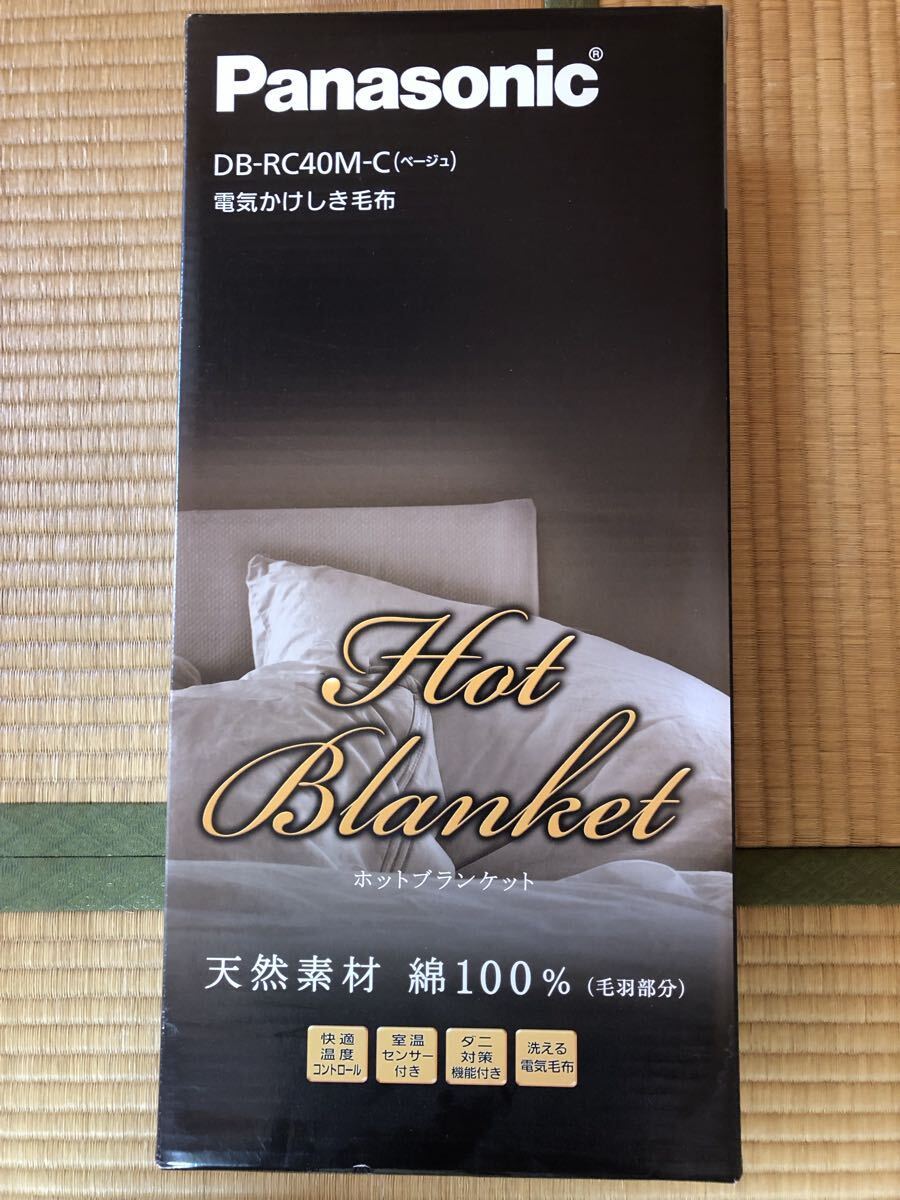 Panasonic®
DB-RC40M-C(ベージュ)
電気かけしき毛布
Hot
Blanket
ホットブランケット
天然素材 綿100% (毛羽部分)
快適
温度
コントロール
室温
センサー
付き
ダニ
対策
機能付き
洗える
電気毛布